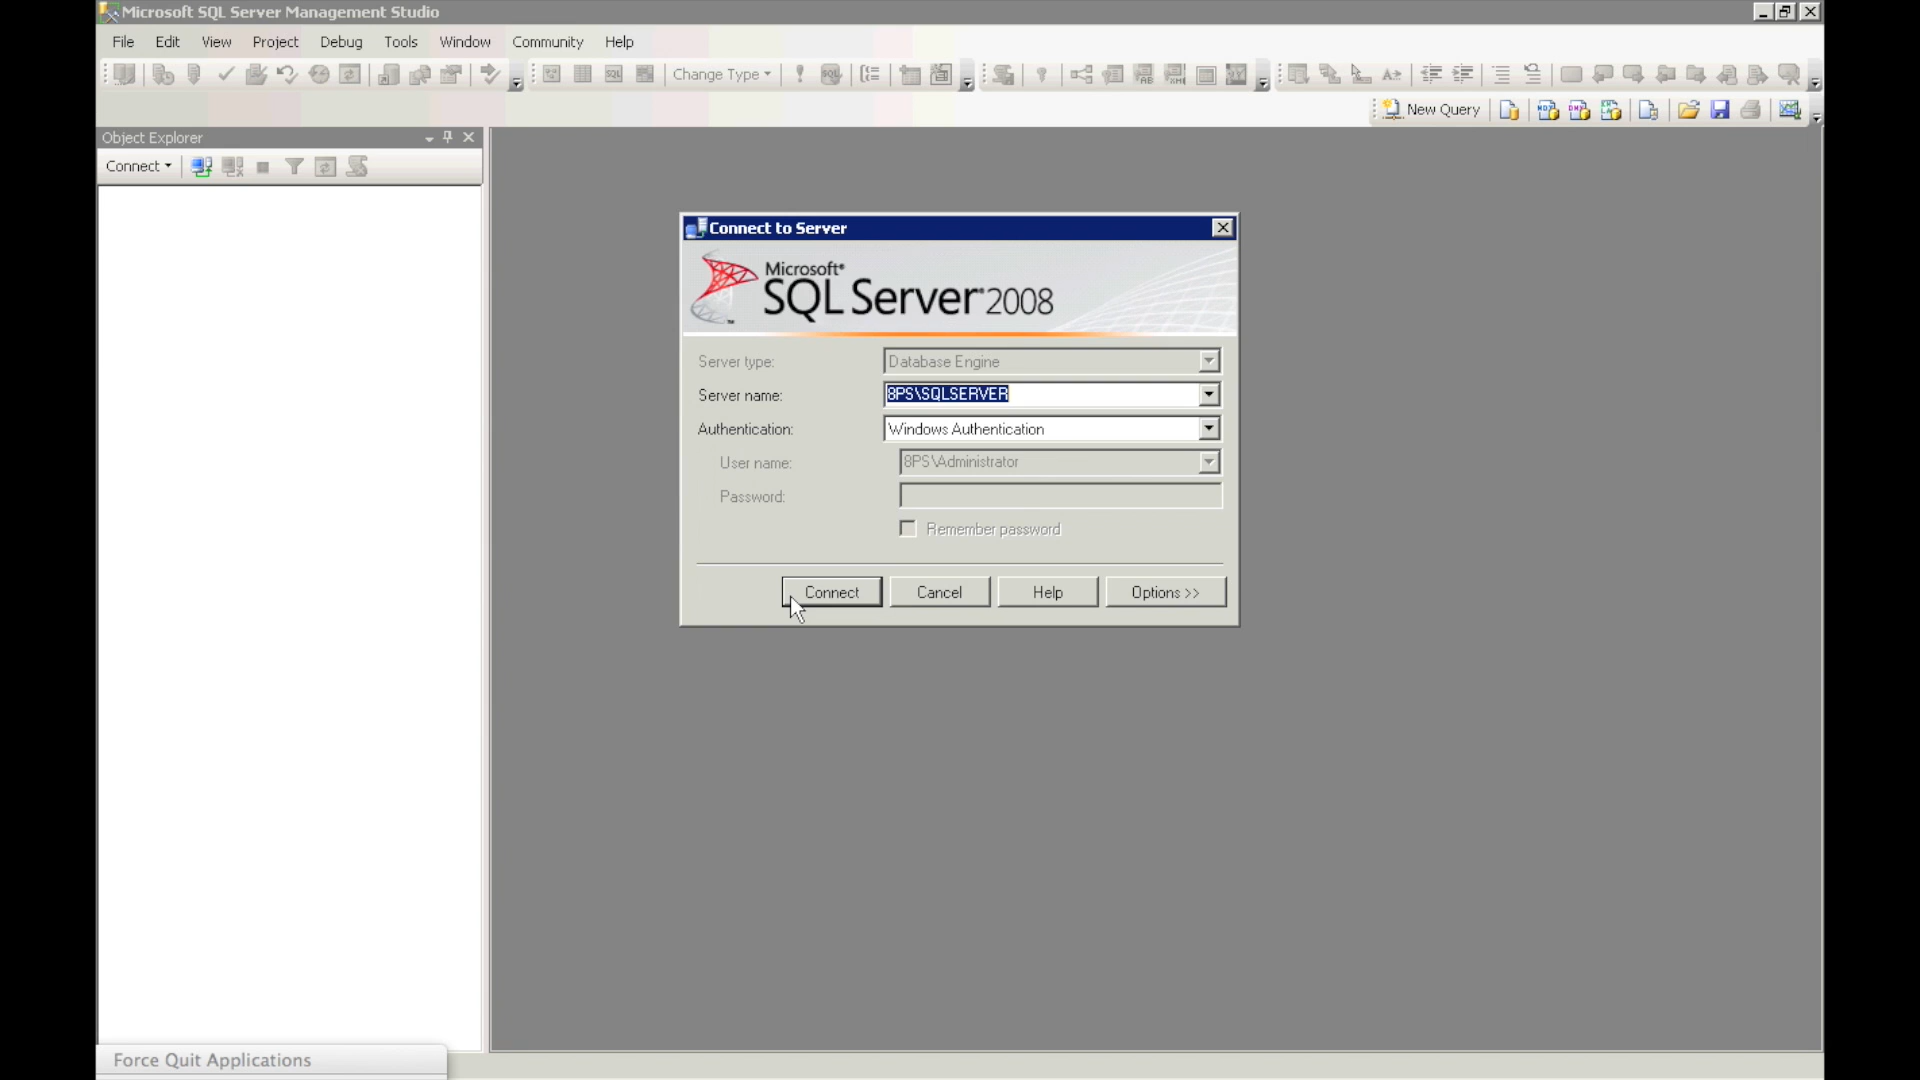 Microsoft SQL Server Management Studio
File Edit View Project Debug Tools Window Community Help
Change Type
New Query
Object Explorer
Connect
Connect to Server
Microsoft®
SQL Server® 2008
Server type: Database Engine
Server name: 8PS\SQLSERVER
Authentication: Windows Authentication
User name: 8PS\Administrator
Password:
Remember password
Connect Cancel Help Options >>
Force Quit Applications